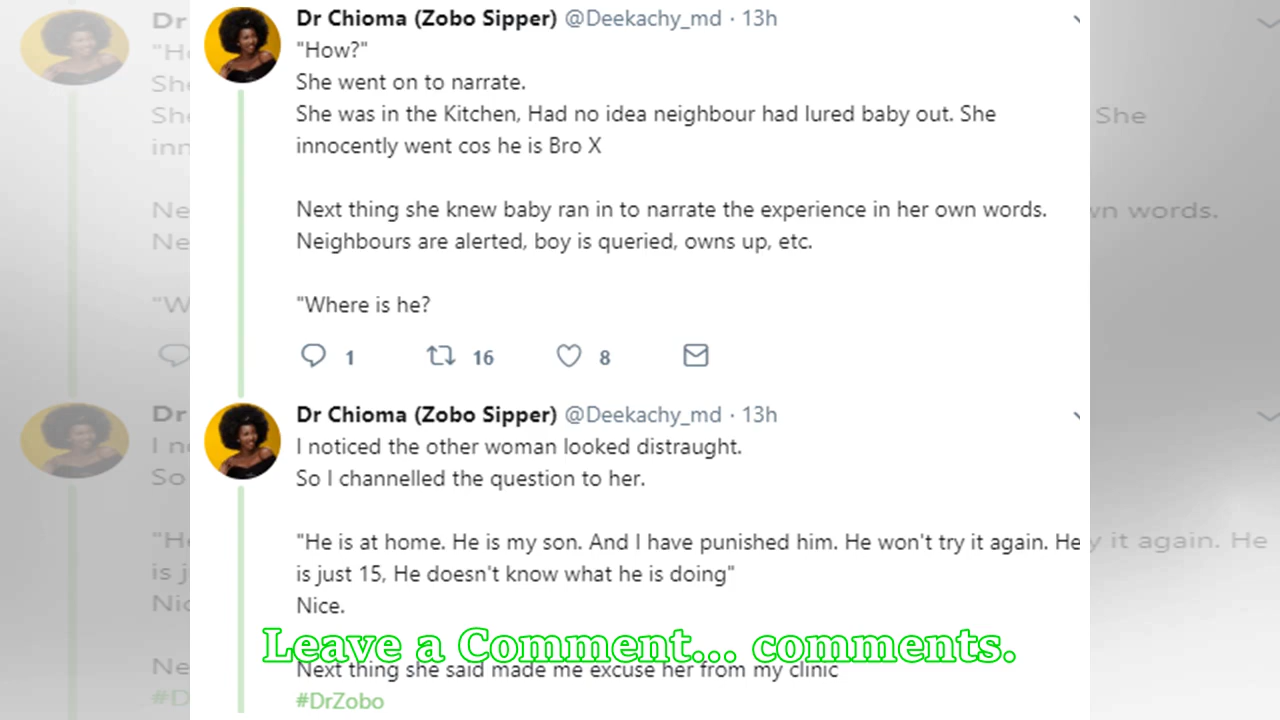 Dr Chioma (Zobo Sipper) @Deekachy_md · 13h
"How?"
She went on to narrate.
She was in the Kitchen, Had no idea neighbour had lured baby out. She
innocently went cos he is Bro X
Next thing she knew baby ran in to narrate the experience in her own words.
Neighbours are alerted, boy is queried, owns up, etc.
"Where is he?
1 16 8
Dr Chioma (Zobo Sipper) @Deekachy_md · 13h
I noticed the other woman looked distraught.
So I channelled the question to her.
"He is at home. He is my son. And I have punished him. He won't try it again. He
is just 15, He doesn't know what he is doing"
Nice.
Leave a Comment... comments.
Next thing she said made me excuse her from my clinic
#DrZobo